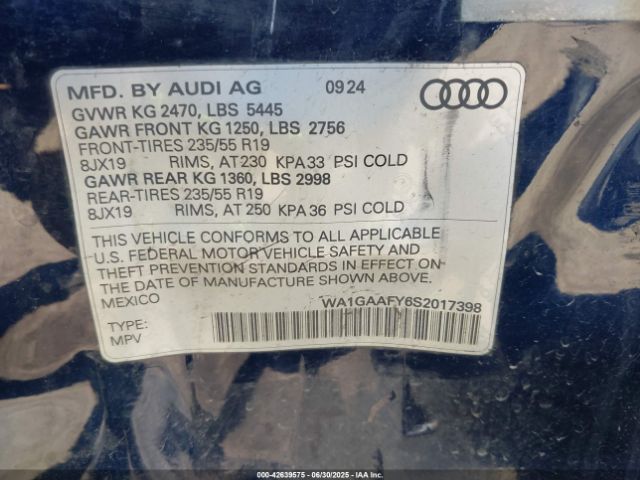 MFD. BY AUDI AG 09 24
GVWR KG 2470, LBS 5445
GAWR FRONT KG 1250, LBS 2756
FRONT-TIRES 235/55 R19
8JX19 RIMS, AT 230 KPA 33 PSI COLD
GAWR REAR KG 1360, LBS 2998
REAR-TIRES 235/55 R19
8JX19 RIMS, AT 250 KPA 36 PSI COLD
THIS VEHICLE CONFORMS TO ALL APPLICABLE
U.S. FEDERAL MOTOR VEHICLE SAFETY AND
THEFT PREVENTION STANDARDS IN EFFECT ON
THE DATE OF MANUFACTURE SHOWN ABOVE.
MEXICO WA1GAAFY6S2017398
TYPE:
MPV
00-42639575 - 06/30/2025 - COPYRIGHT IAA, LLC.